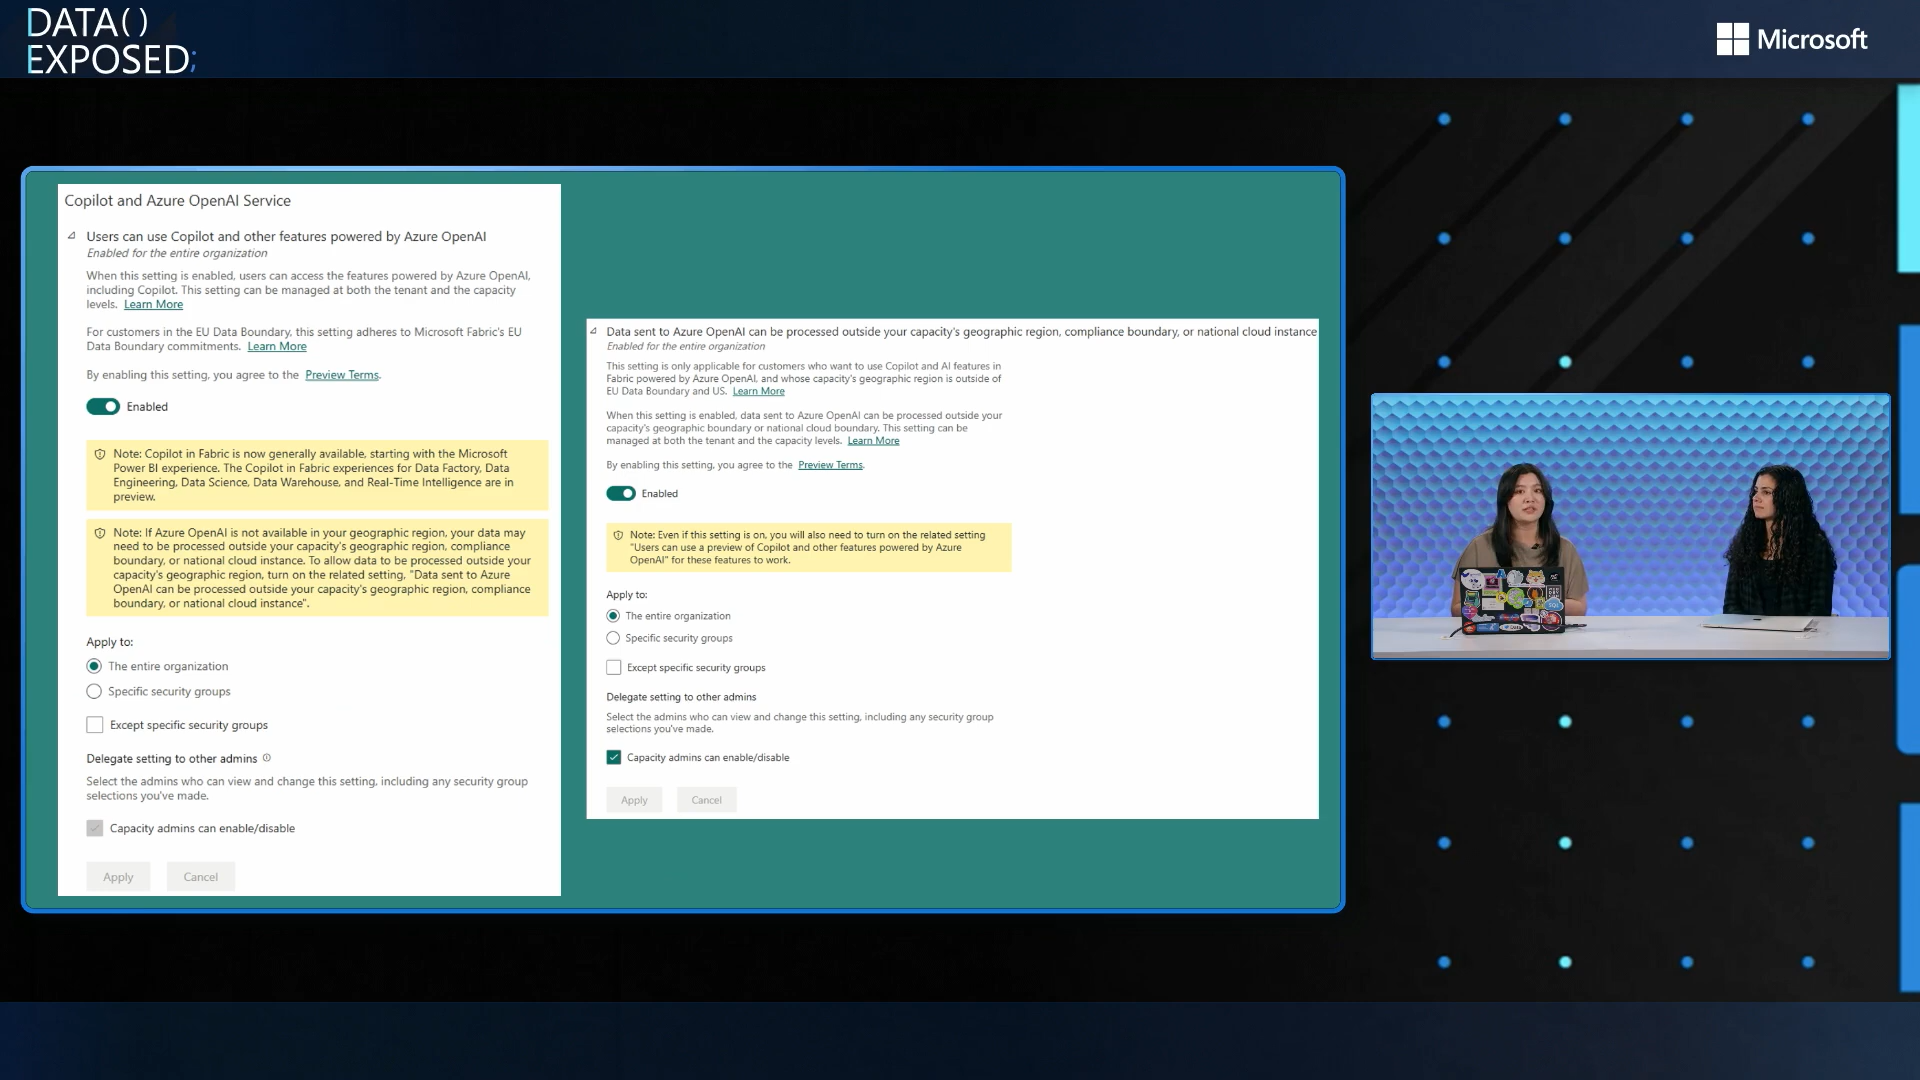 DATA()
EXPOSED;
Microsoft
Copilot and Azure OpenAI Service
Users can use Copilot and other features powered by Azure OpenAI
Enabled for the entire organization
When this setting is enabled, users can access the features powered by Azure OpenAI,
including Copilot. This setting can be managed at both the tenant and the capacity
levels. Learn More
For customers in the EU Data Boundary, this setting adheres to Microsoft Fabric's EU
Data Boundary commitments. Learn More
By enabling this setting, you agree to the Preview Terms.
Enabled
Note: Copilot in Fabric is now generally available, starting with the Microsoft
Power BI experience. The Copilot in Fabric experiences for Data Factory, Data
Engineering, Data Science, Data Warehouse, and Real-Time Intelligence are in
preview.
Note: If Azure OpenAI is not available in your geographic region, your data may
need to be processed outside your capacity's geographic region, compliance
boundary, or national cloud instance. To allow data to be processed outside your
capacity's geographic region, turn on the related setting, "Data sent to Azure
OpenAI can be processed outside your capacity's geographic region, compliance
boundary, or national cloud instance".
Apply to:
The entire organization
Specific security groups
Except specific security groups
Delegate setting to other admins
Select the admins who can view and change this setting, including any security group
selections you've made.
Capacity admins can enable/disable
Apply Cancel
Data sent to Azure OpenAI can be processed outside your capacity's geographic region, compliance boundary, or national cloud instance
Enabled for the entire organization
This setting is only applicable for customers who want to use Copilot and AI features in
Fabric powered by Azure OpenAI, and whose capacity's geographic region is outside of
EU Data Boundary and US. Learn More
When this setting is enabled, data sent to Azure OpenAI can be processed outside your
capacity's geographic boundary or national cloud boundary. This setting can be
managed at both the tenant and the capacity levels. Learn More
By enabling this setting, you agree to the Preview Terms.
Enabled
Note: Even if this setting is on, you will also need to turn on the related setting
"Users can use a preview of Copilot and other features powered by Azure
OpenAI" for these features to work.
Apply to:
The entire organization
Specific security groups
Except specific security groups
Delegate setting to other admins
Select the admins who can view and change this setting, including any security group
selections you've made.
Capacity admins can enable/disable
Apply Cancel